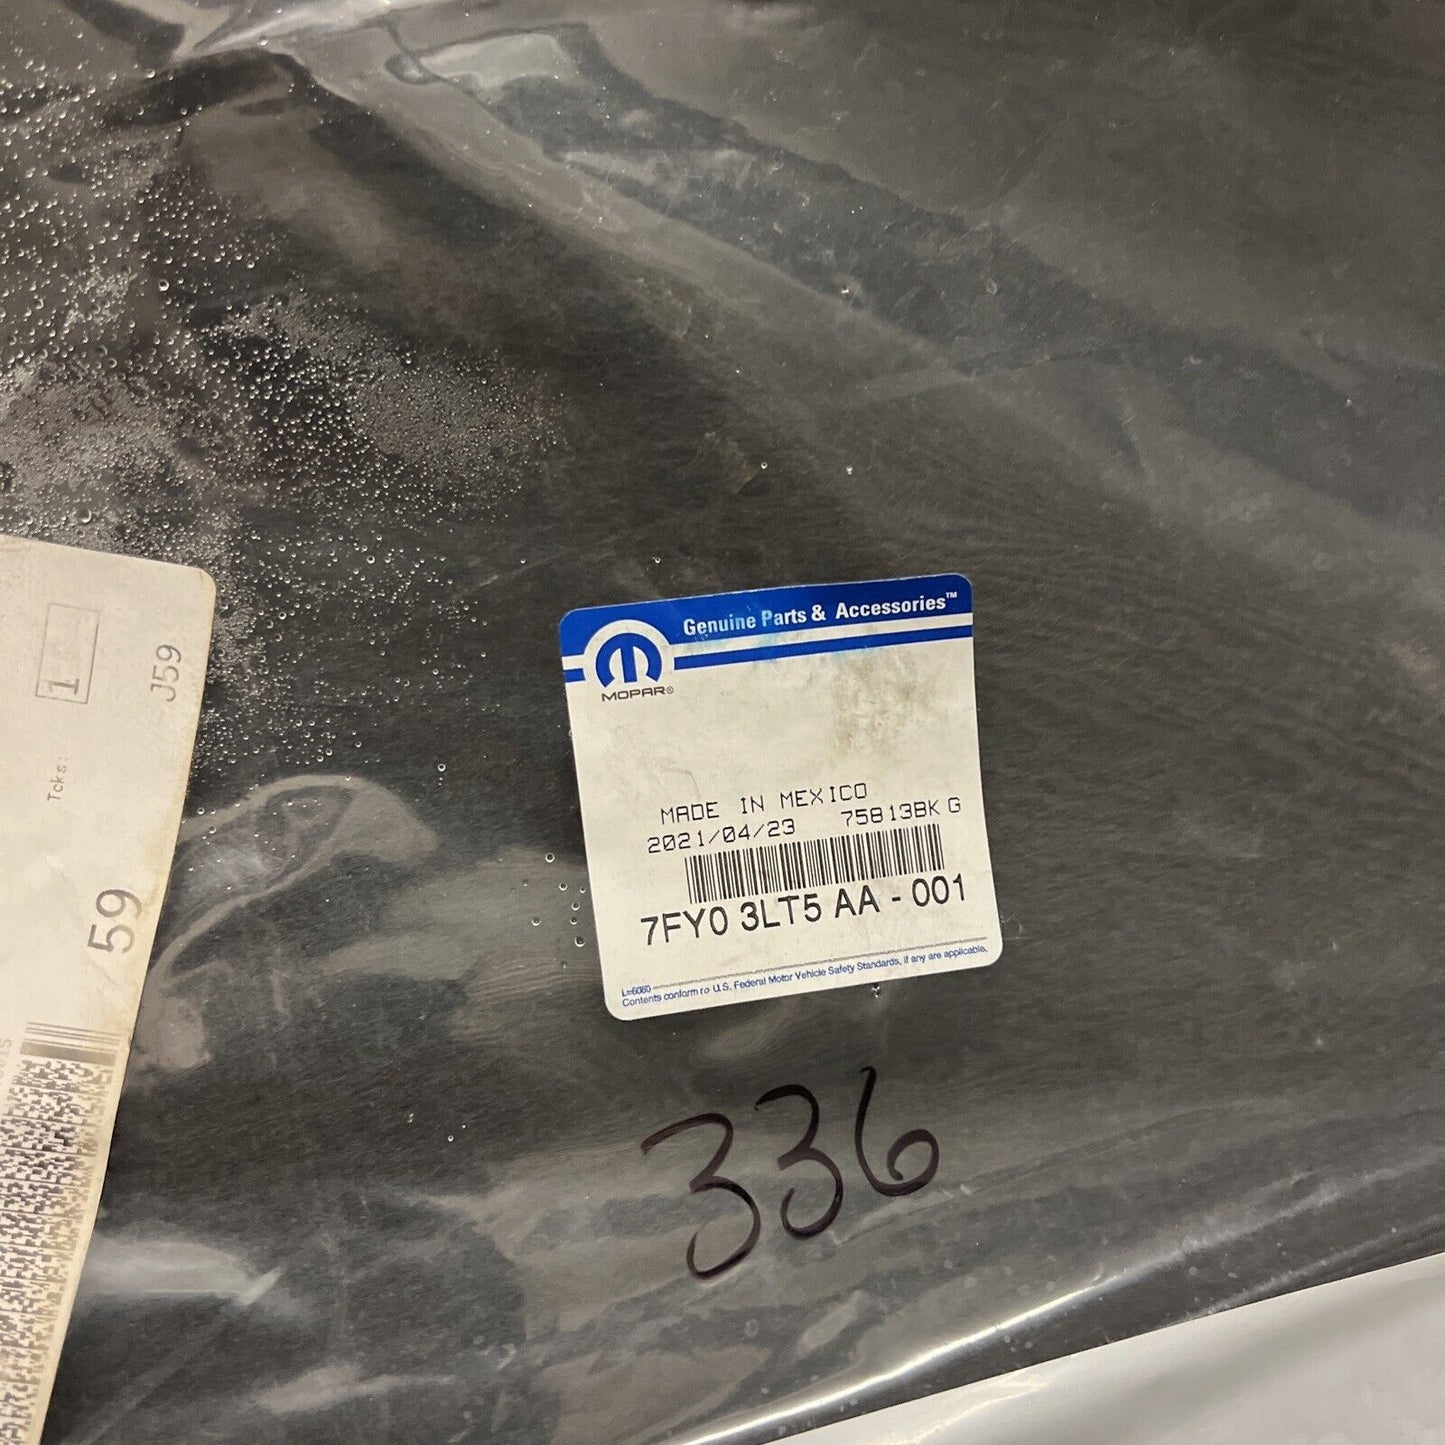 Genuine Parts & Accessories™
MOPAR®
MADE IN MEXICO
2021/04/23 75813BK G
7FY0 3LT5 AA - 001
L=6060
Contents conform to U.S. Federal Motor Vehicle Safety Standards, if any are applicable.
336
1
J59
Tcks:
59